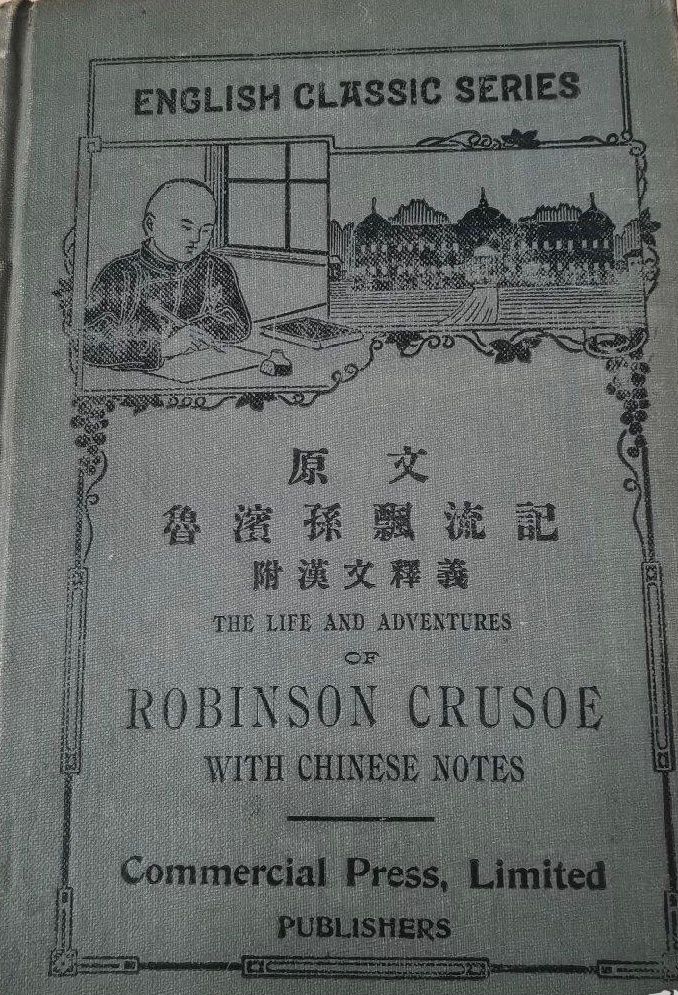 ENGLISH CLASSIC SERIES
原文
魯濱孫飄流記
附漢文釋義
THE LIFE AND ADVENTURES
OF
ROBINSON CRUSOE
WITH CHINESE NOTES
Commercial Press, Limited
PUBLISHERS